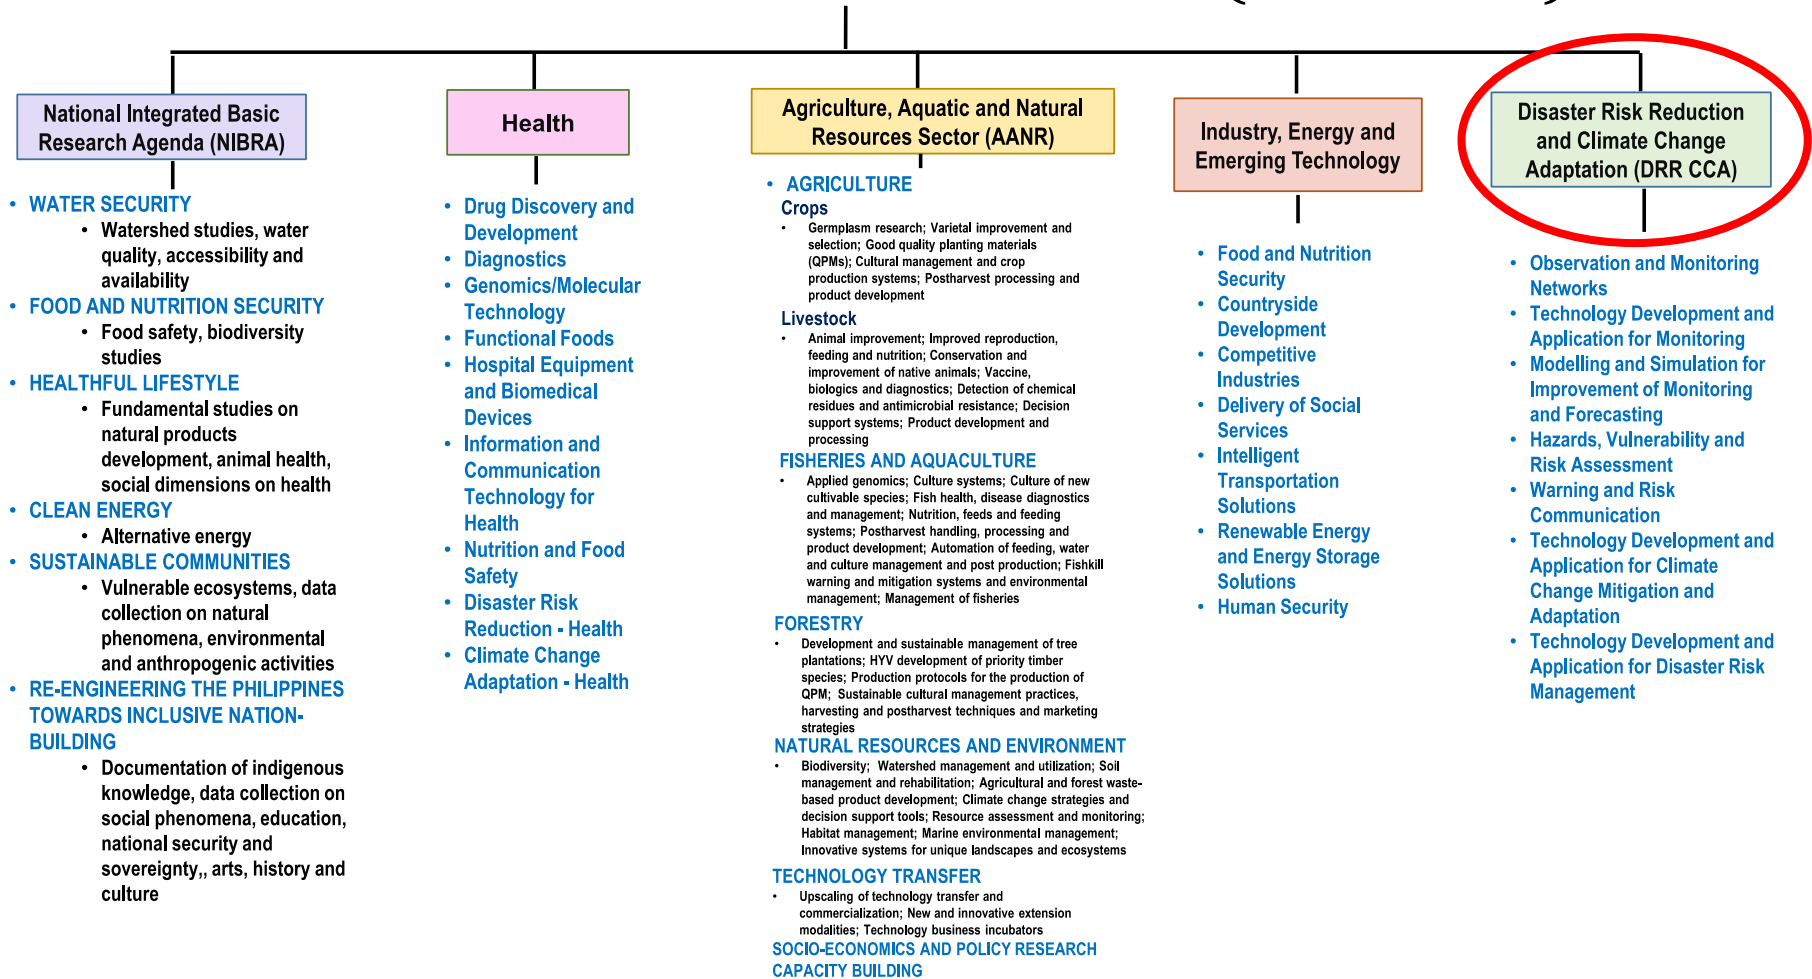 National Integrated Basic
Research Agenda (NIBRA)
• WATER SECURITY
• Watershed studies, water
quality, accessibility and
availability
• FOOD AND NUTRITION SECURITY
• Food safety, biodiversity
studies
• HEALTHFUL LIFESTYLE
• Fundamental studies on
natural products
development, animal health,
social dimensions on health
• CLEAN ENERGY
• Alternative energy
• SUSTAINABLE COMMUNITIES
• Vulnerable ecosystems, data
collection on natural
phenomena, environmental
and anthropogenic activities
• RE-ENGINEERING THE PHILIPPINES
TOWARDS INCLUSIVE NATION-
BUILDING
• Documentation of indigenous
knowledge, data collection on
social phenomena, education,
national security and
sovereignty,, arts, history and
culture
Health
• Drug Discovery and
Development
• Diagnostics
• Genomics/Molecular
Technology
• Functional Foods
• Hospital Equipment
and Biomedical
Devices
• Information and
Communication
Technology for
Health
• Nutrition and Food
Safety
• Disaster Risk
Reduction - Health
• Climate Change
Adaptation - Health
Agriculture, Aquatic and Natural
Resources Sector (AANR)
• AGRICULTURE
Crops
• Germplasm research; Varietal improvement and
selection; Good quality planting materials
(QPMs); Cultural management and crop
production systems; Postharvest processing and
product development
Livestock
• Animal improvement; Improved reproduction,
feeding and nutrition; Conservation and
improvement of native animals; Vaccine,
biologics and diagnostics; Detection of chemical
residues and antimicrobial resistance; Decision
support systems; Product development and
processing
FISHERIES AND AQUACULTURE
• Applied genomics; Culture systems; Culture of new
cultivable species; Fish health, disease diagnostics
and management; Nutrition, feeds and feeding
systems; Postharvest handling, processing and
product development; Automation of feeding, water
and culture management and post production; Fishkill
warning and mitigation systems and environmental
management; Management of fisheries
FORESTRY
• Development and sustainable management of tree
plantations; HYV development of priority timber
species; Production protocols for the production of
QPM; Sustainable cultural management practices,
harvesting and postharvest techniques and marketing
strategies
NATURAL RESOURCES AND ENVIRONMENT
• Biodiversity; Watershed management and utilization; Soil
management and rehabilitation; Agricultural and forest waste-
based product development; Climate change strategies and
decision support tools; Resource assessment and monitoring;
Habitat management; Marine environmental management;
Innovative systems for unique landscapes and ecosystems
TECHNOLOGY TRANSFER
• Upscaling of technology transfer and
commercialization; New and innovative extension
modalities; Technology business incubators
SOCIO-ECONOMICS AND POLICY RESEARCH
CAPACITY BUILDING
Industry, Energy and
Emerging Technology
• Food and Nutrition
Security
• Countryside
Development
• Competitive
Industries
• Delivery of Social
Services
• Intelligent
Transportation
Solutions
• Renewable Energy
and Energy Storage
Solutions
• Human Security
Disaster Risk Reduction
and Climate Change
Adaptation (DRR CCA)
• Observation and Monitoring
Networks
• Technology Development and
Application for Monitoring
• Modelling and Simulation for
Improvement of Monitoring
and Forecasting
• Hazards, Vulnerability and
Risk Assessment
• Warning and Risk
Communication
• Technology Development and
Application for Climate
Change Mitigation and
Adaptation
• Technology Development and
Application for Disaster Risk
Management